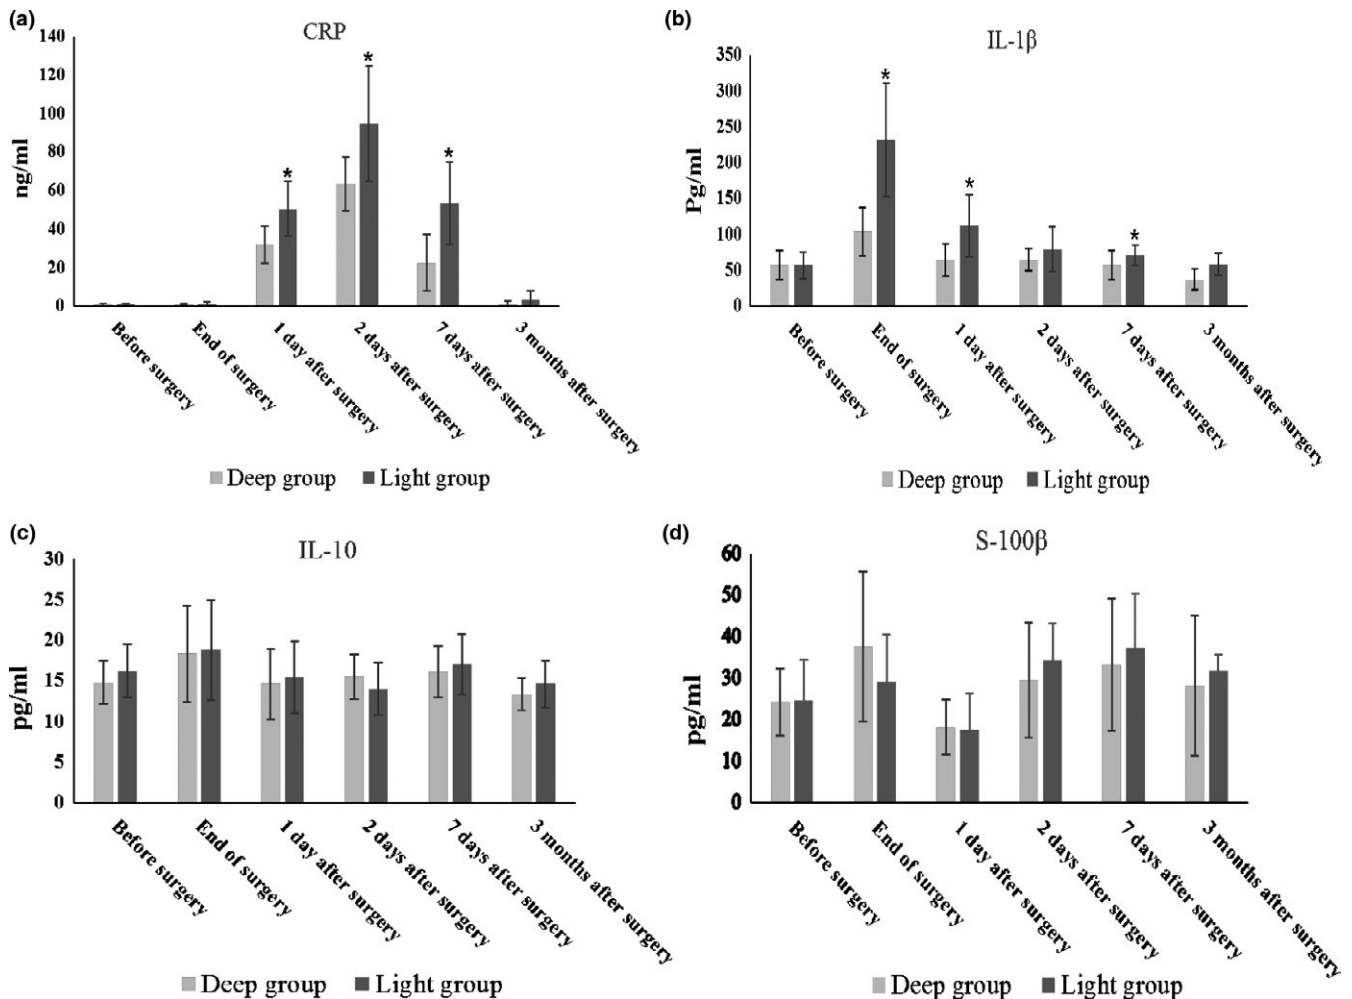 (a)
CRP
140
120
100
80
60
40
20
0
ng/ml
*
*
*
Before surgery
End of surgery
1 day after surgery
2 days after surgery
7 days after surgery
3 months after surgery
Deep group Light group
(b)
IL-1β
350
300
250
200
150
100
50
0
Pg/ml
*
*
*
Before surgery
End of surgery
1 day after surgery
2 days after surgery
7 days after surgery
3 months after surgery
Deep group Light group
(c)
IL-10
30
25
20
15
10
5
0
pg/ml
Before surgery
End of surgery
1 day after surgery
2 days after surgery
7 days after surgery
3 months after surgery
Deep group Light group
(d)
S-100β
60
50
40
30
20
10
0
pg/ml
Before surgery
End of surgery
1 day after surgery
2 days after surgery
7 days after surgery
3 months after surgery
Deep group Light group